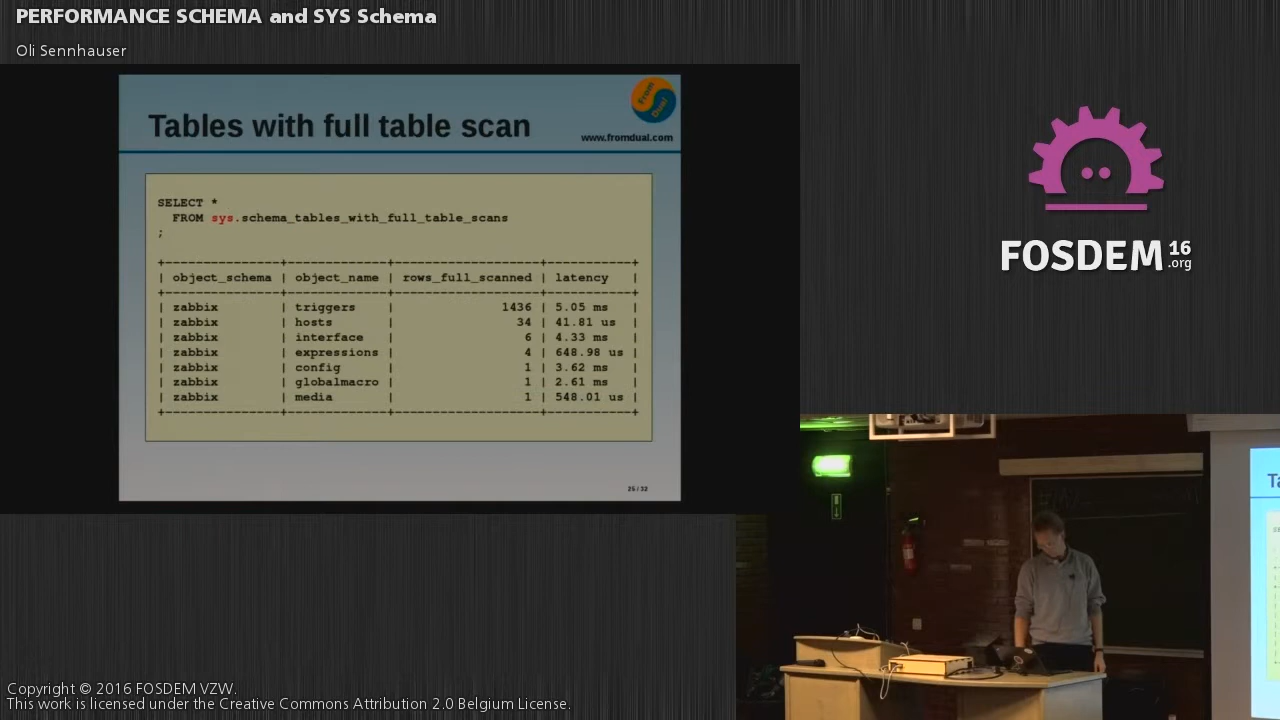 PERFORMANCE SCHEMA and SYS Schema
Oli Sennhauser
From
Dual
Tables with full table scan
www.fromdual.com
SELECT *
FROM sys.schema_tables_with_full_table_scans
;
+---------------+-------------+-------------------+-----------+
| object_schema | object_name | rows_full_scanned | latency |
+---------------+-------------+-------------------+-----------+
| zabbix | triggers | 1436 | 5.05 ms |
| zabbix | hosts | 34 | 41.81 us |
| zabbix | interface | 6 | 4.33 ms |
| zabbix | expressions | 4 | 648.98 us |
| zabbix | config | 1 | 3.62 ms |
| zabbix | globalmacro | 1 | 2.61 ms |
| zabbix | media | 1 | 548.01 us |
+---------------+-------------+-------------------+-----------+
25 / 32
FOSDEM 16
.org
Ta
Copyright © 2016 FOSDEM VZW.
This work is licensed under the Creative Commons Attribution 2.0 Belgium License.